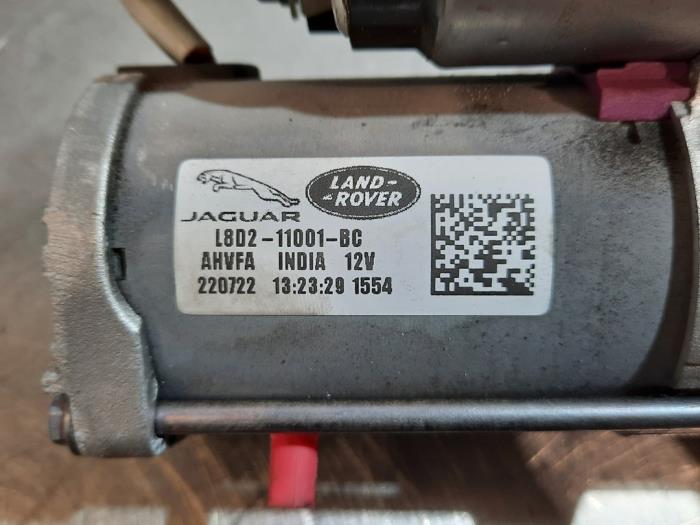 JAGUAR
LAND-
-ROVER
L8D2-11001-BC
AHVFA INDIA 12V
220722 13:23:29 1554